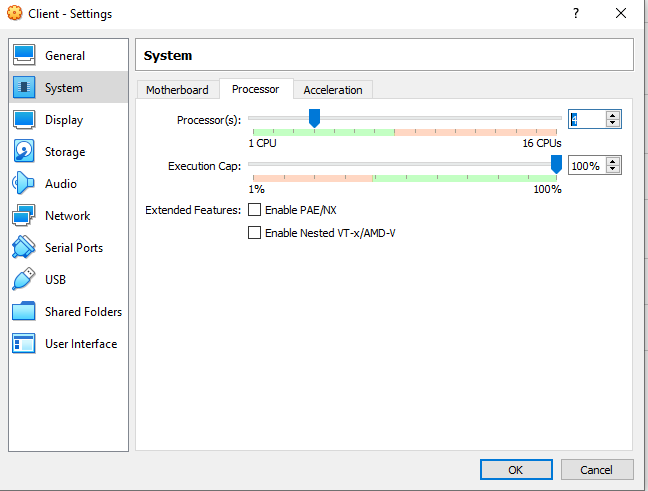 Client - Settings
?
General
System
Display
Storage
Audio
Network
Serial Ports
USB
Shared Folders
User Interface
System
Motherboard
Processor
Acceleration
Processor(s):
4
1 CPU
16 CPUs
Execution Cap:
100%
1%
100%
Extended Features:
Enable PAE/NX
Enable Nested VT-x/AMD-V
OK
Cancel